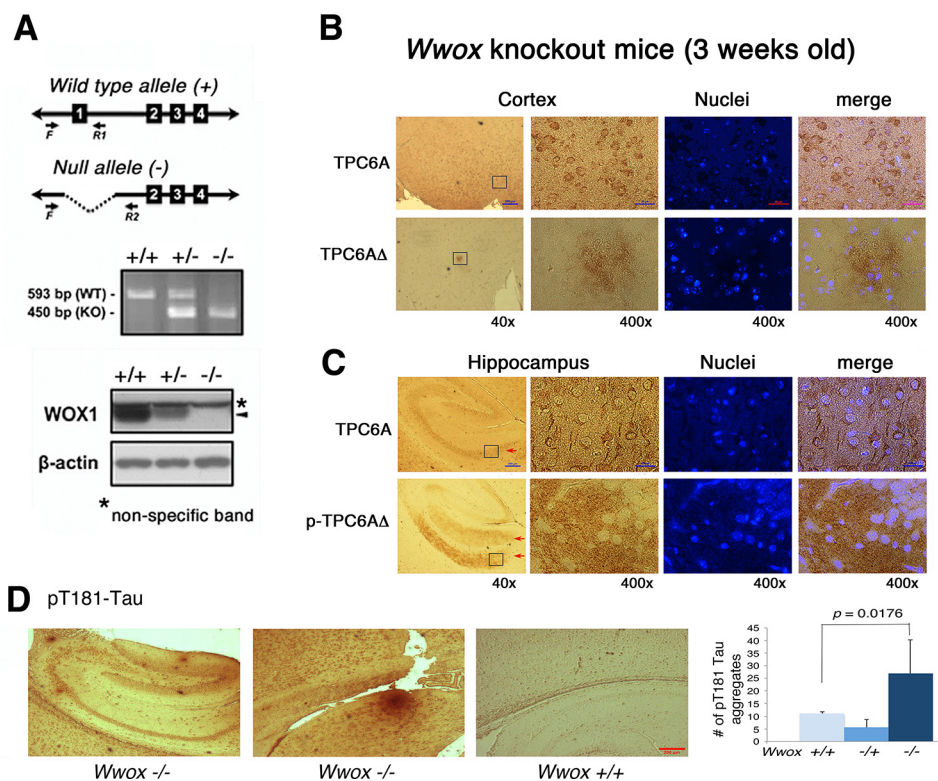 A
Wild type allele (+)
1 2 3 4
F R1
Null allele (-)
2 3 4
F R2
+/+ +/- -/-
593 bp (WT) -
450 bp (KO) -
+/+ +/- -/-
WOX1
*
β-actin
* non-specific band
B
Wwox knockout mice (3 weeks old)
Cortex Nuclei merge
TPC6A
TPC6AΔ
40x 400x 400x 400x
C
Hippocampus Nuclei merge
TPC6A
p-TPC6AΔ
40x 400x 400x 400x
D
pT181-Tau
Wwox -/- Wwox -/- Wwox +/+
200 µm
p = 0.0176
# of pT181 Tau
aggregates
45
40
35
30
25
20
15
10
5
0
Wwox +/+ -/+ -/-